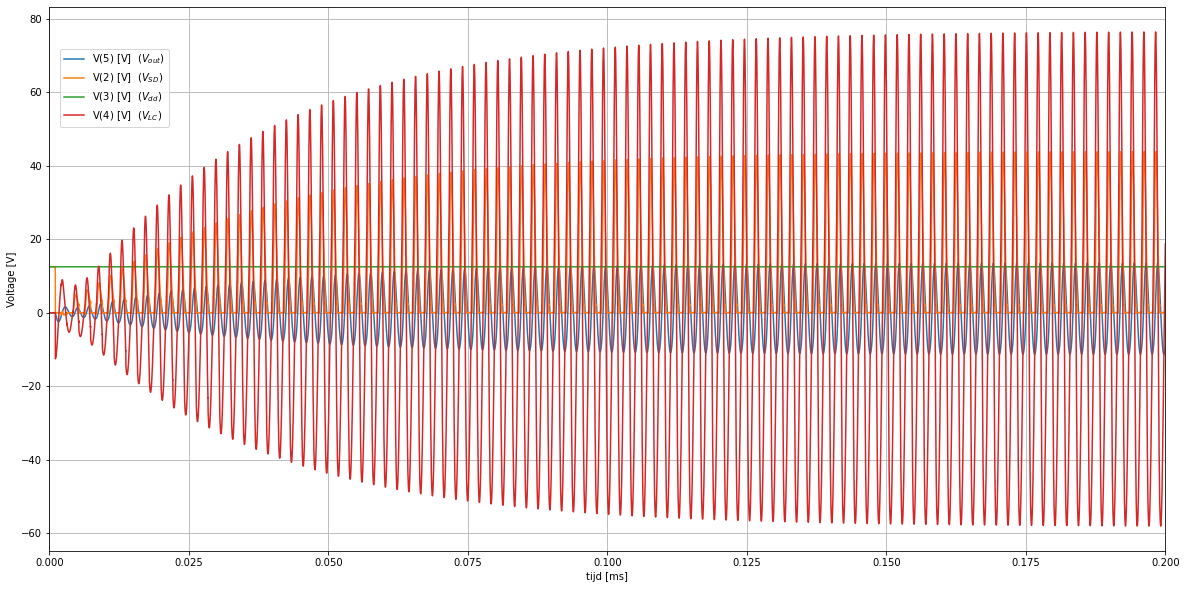 80
60
40
20
0
−20
−40
−60
Voltage [V]
V(5) [V] (V_out)
V(2) [V] (V_SD)
V(3) [V] (V_dd)
V(4) [V] (V_LC)
0.000 0.025 0.050 0.075 0.100 0.125 0.150 0.175 0.200
tijd [ms]